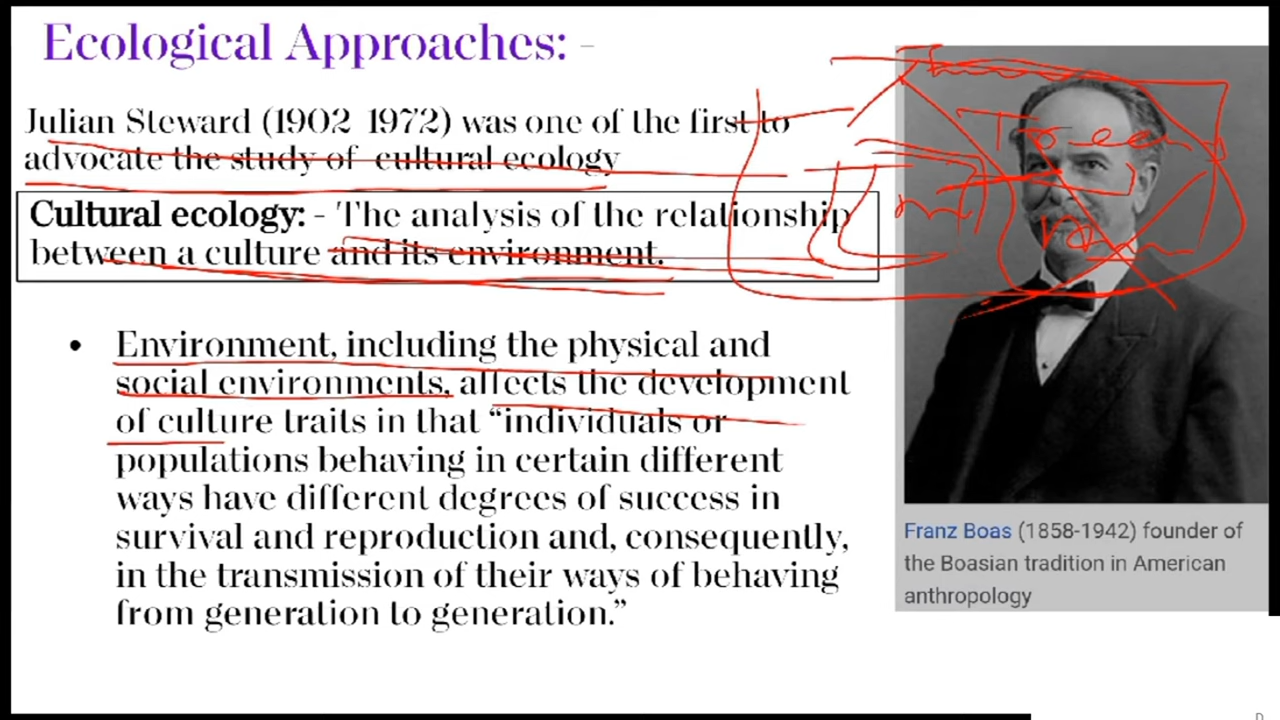 Ecological Approaches: -
Julian Steward (1902 1972) was one of the first to
advocate the study of cultural ecology
Cultural ecology: - The analysis of the relationship
between a culture and its environment.
• Environment, including the physical and
social environments, affects the development
of culture traits in that “individuals or
populations behaving in certain different
ways have different degrees of success in
survival and reproduction and, consequently,
in the transmission of their ways of behaving
from generation to generation.”
Franz Boas (1858-1942) founder of
the Boasian tradition in American
anthropology